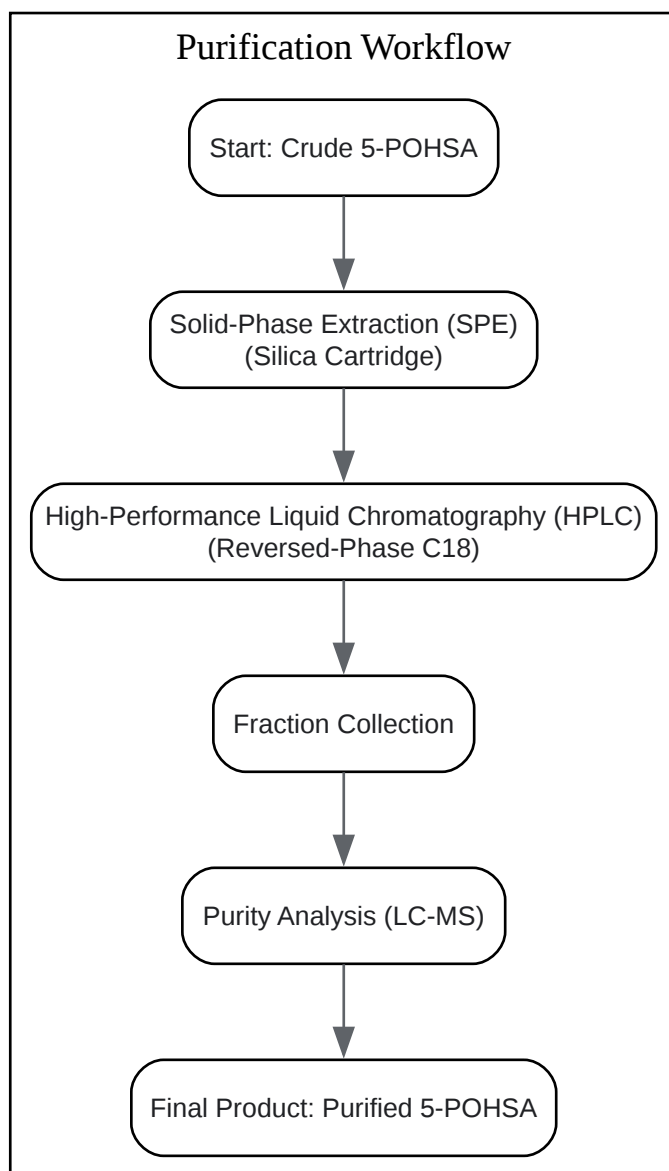 Purification Workflow
Start: Crude 5-POHSA
Solid-Phase Extraction (SPE)
(Silica Cartridge)
High-Performance Liquid Chromatography (HPLC)
(Reversed-Phase C18)
Fraction Collection
Purity Analysis (LC-MS)
Final Product: Purified 5-POHSA